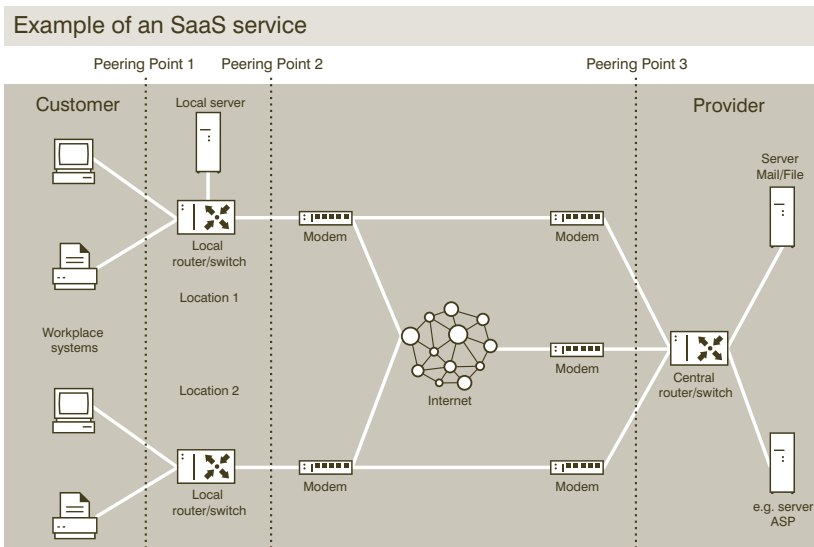 Example of an SaaS service
Peering Point 1
Peering Point 2
Peering Point 3
Customer
Local server
Provider
Server
Mail/File
Local
router/switch
Modem
Modem
Location 1
Workplace
systems
Internet
Modem
Central
router/switch
Location 2
Local
router/switch
Modem
Modem
e.g. server
ASP